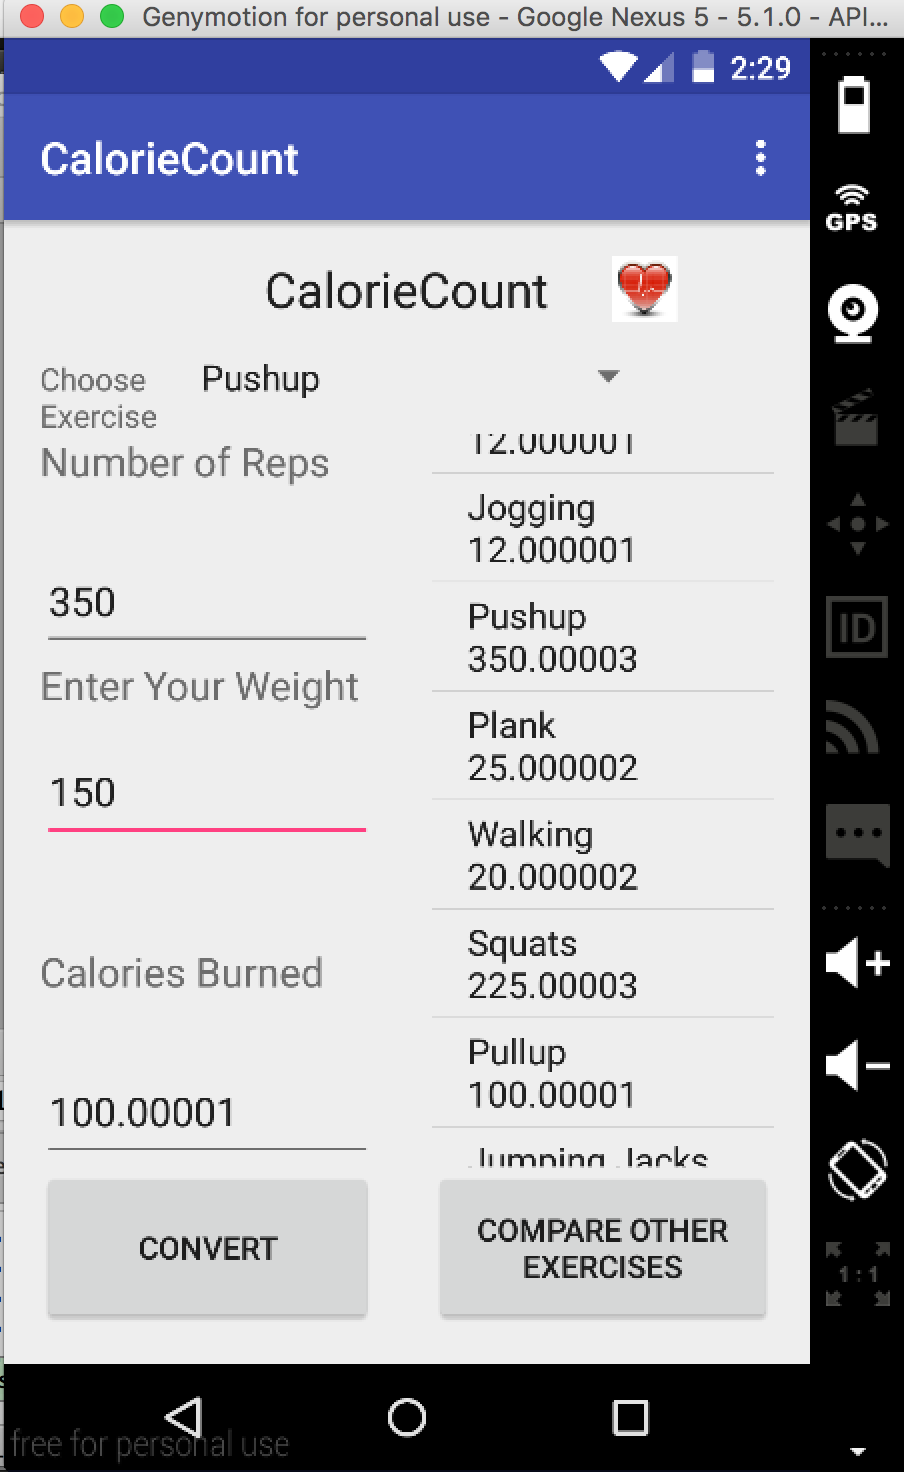 Genymotion for personal use - Google Nexus 5 - 5.1.0 - API...
2:29
CalorieCount
GPS
CalorieCount
Choose
Exercise
Pushup
Number of Reps
12.000001
Jogging
12.000001
350
Pushup
350.00003
ID
Enter Your Weight
Plank
25.000002
150
Walking
20.000002
Squats
225.00003
Calories Burned
Pullup
100.00001
100.00001
Jumping Jacks
CONVERT
COMPARE OTHER
EXERCISES
1:1
free for personal use